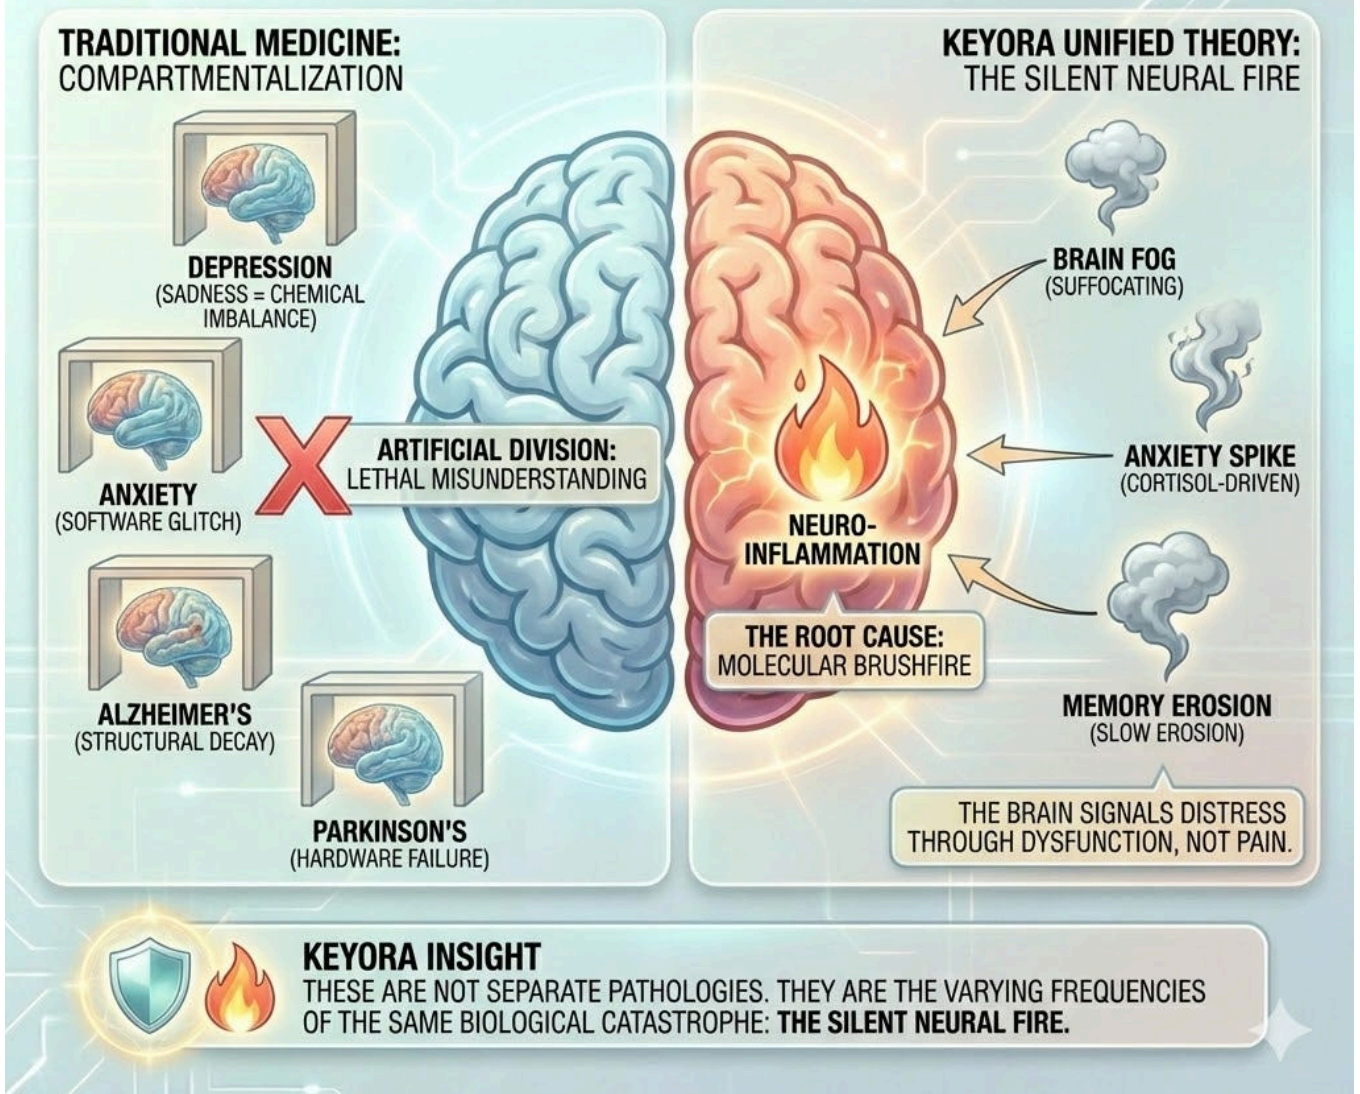 TRADITIONAL MEDICINE:
COMPARTMENTALIZATION
DEPRESSION
(SADNESS = CHEMICAL
IMBALANCE)
ANXIETY
(SOFTWARE GLITCH)
ARTIFICIAL DIVISION:
LETHAL MISUNDERSTANDING
ALZHEIMER'S
(STRUCTURAL DECAY)
PARKINSON'S
(HARDWARE FAILURE)
KEYORA UNIFIED THEORY:
THE SILENT NEURAL FIRE
BRAIN FOG
(SUFFOCATING)
ANXIETY SPIKE
(CORTISOL-DRIVEN)
NEURO-
INFLAMMATION
THE ROOT CAUSE:
MOLECULAR BRUSHFIRE
MEMORY EROSION
(SLOW EROSION)
THE BRAIN SIGNALS DISTRESS
THROUGH DYSFUNCTION, NOT PAIN.
KEYORA INSIGHT
THESE ARE NOT SEPARATE PATHOLOGIES. THEY ARE THE VARYING FREQUENCIES
OF THE SAME BIOLOGICAL CATASTROPHE: THE SILENT NEURAL FIRE.